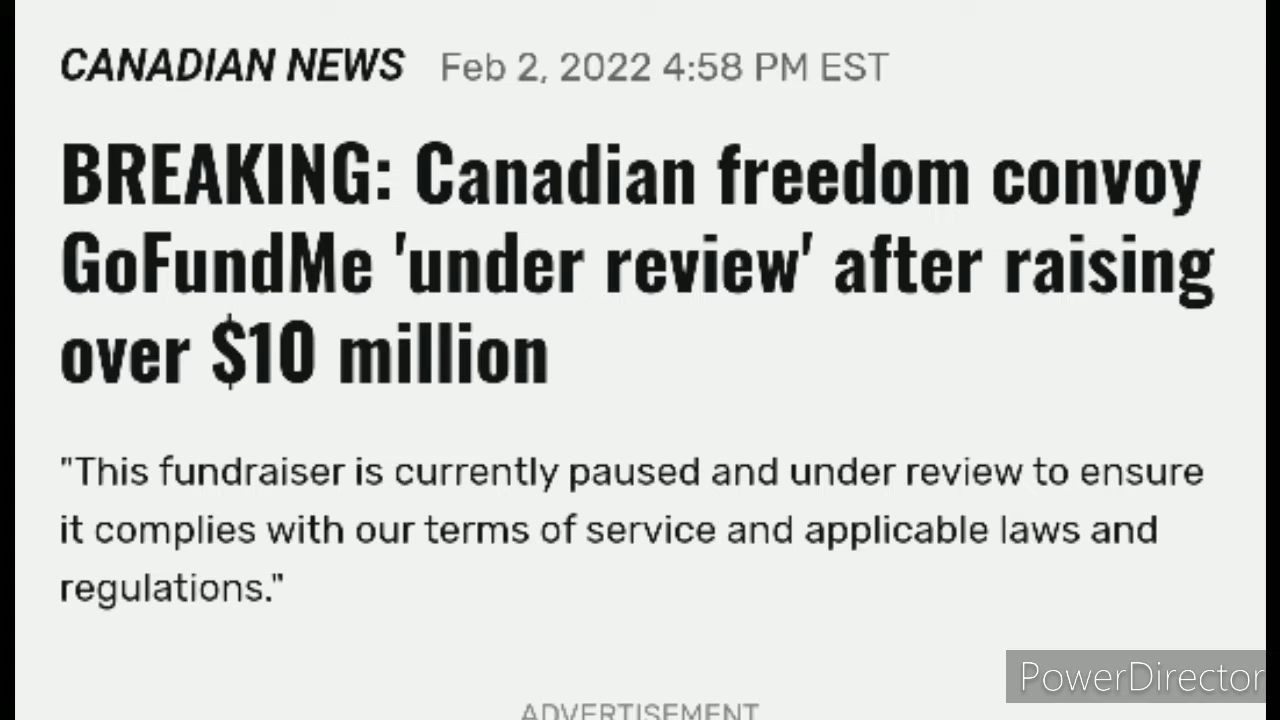 CANADIAN NEWS Feb 2, 2022 4:58 PM EST
BREAKING: Canadian freedom convoy
GoFundMe 'under review' after raising
over $10 million
"This fundraiser is currently paused and under review to ensure
it complies with our terms of service and applicable laws and
regulations."
PowerDirector
ADVERTISEMENT